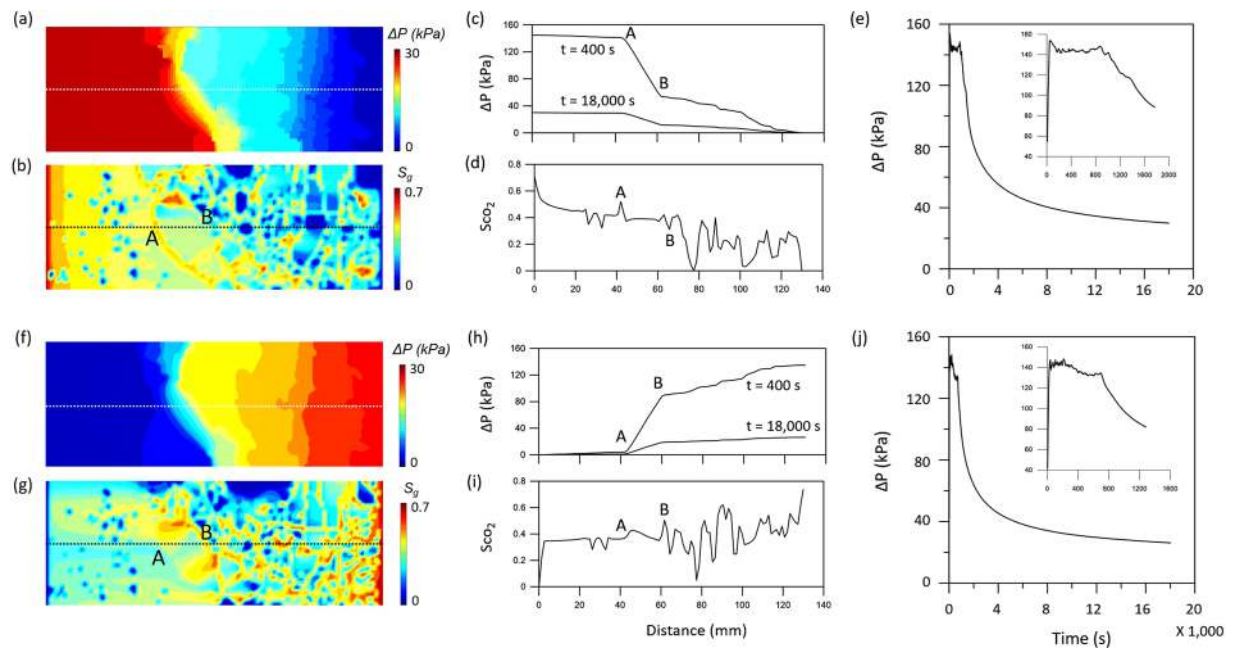 (a)
ΔP (kPa)
30
0
(b)
Sg
0.7
0
A
B
(c)
160
120
80
40
0
ΔP (kPa)
t = 400 s
t = 18,000 s
A
B
(d)
0.8
0.6
0.4
0.2
0
Sco2
A
B
0 20 40 60 80 100 120 140
(e)
160
120
80
40
0
ΔP (kPa)
0 4 8 12 16 20
160
140
120
100
80
60
40
0 400 800 1200 1600 2000
(f)
ΔP (kPa)
30
0
(g)
Sg
0.7
0
A
B
(h)
160
120
80
40
0
ΔP (kPa)
A
B
t = 400 s
t = 18,000 s
(i)
0.8
0.6
0.4
0.2
0
Sco2
A
B
0 20 40 60 80 100 120 140
Distance (mm)
(j)
160
120
80
40
0
ΔP (kPa)
0 4 8 12 16 20
Time (s)
X 1,000
160
140
120
100
80
60
40
0 400 800 1200 1600